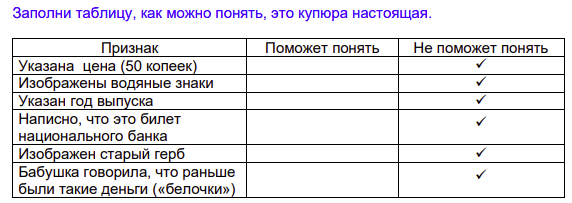 Заполни таблицу, как можно понять, это купюра настоящая.
Признак Поможет понять Не поможет понять
Указана цена (50 копеек) ✓
Изображены водяные знаки ✓
Указан год выпуска ✓
Написно, что это билет
национального банка ✓
Изображен старый герб ✓
Бабушка говорила, что раньше
были такие деньги («белочки») ✓